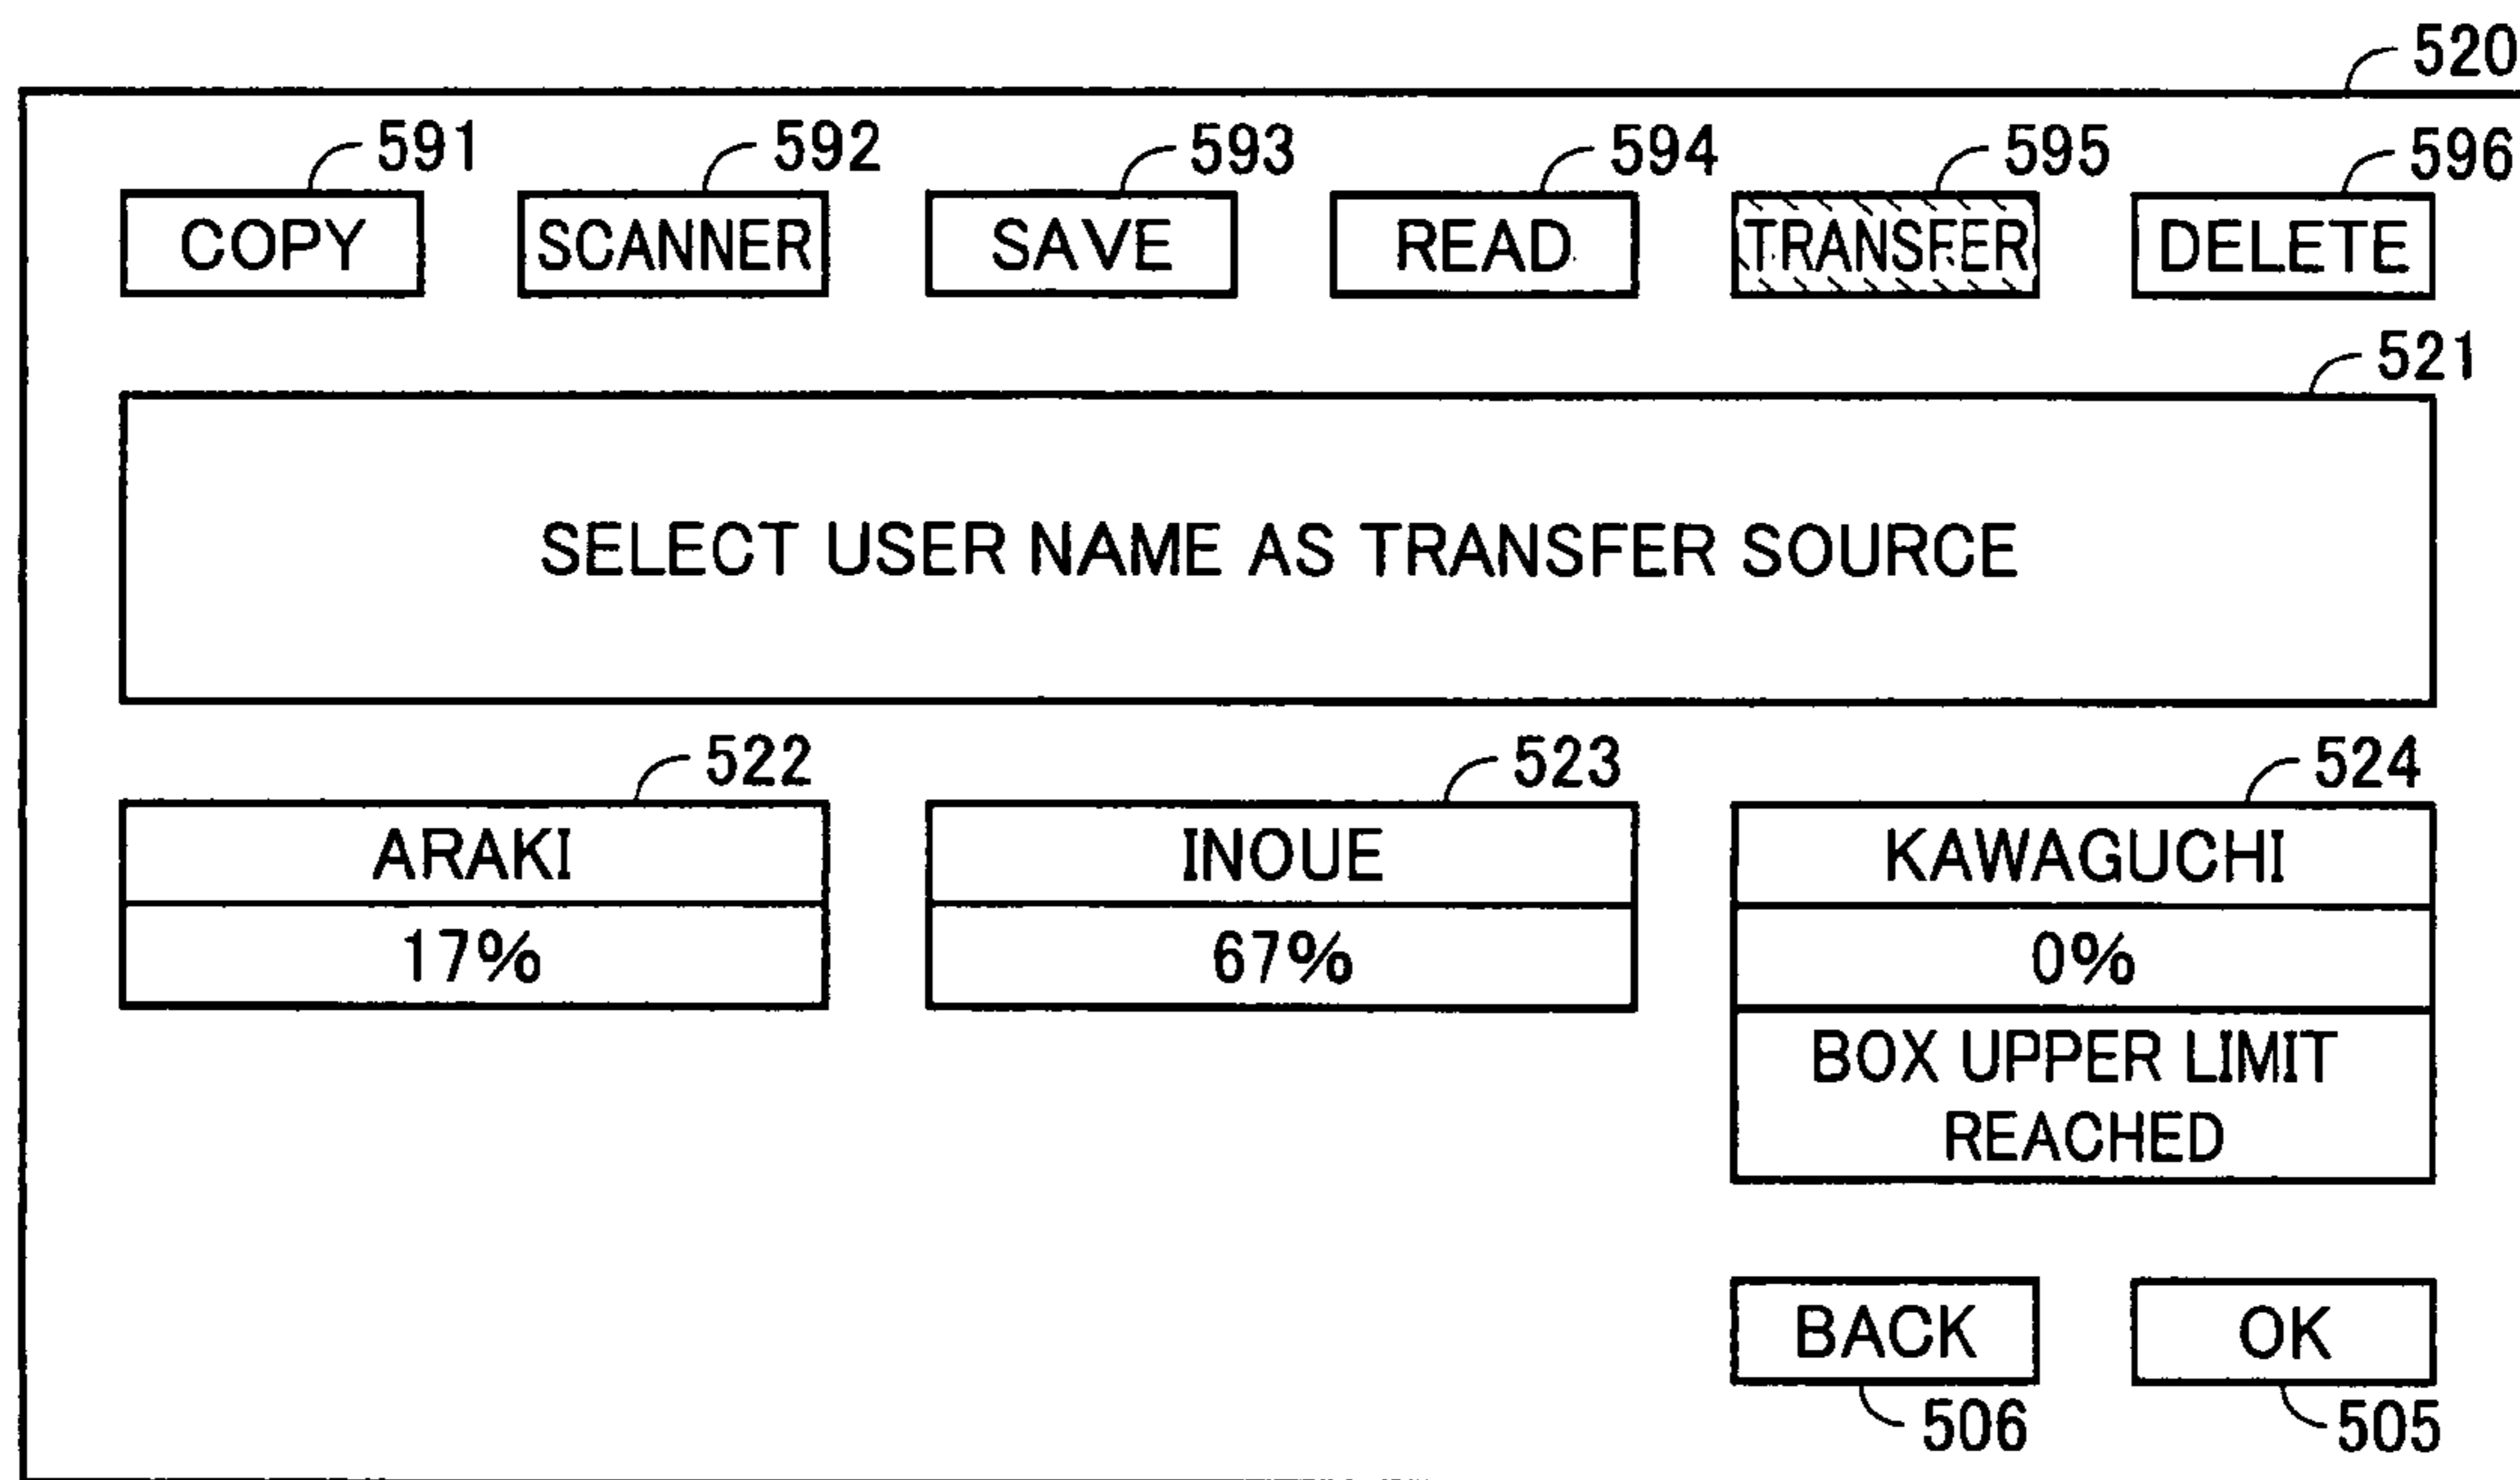 520
591 592 593 594 595 596
COPY SCANNER SAVE READ TRANSFER DELETE
521
SELECT USER NAME AS TRANSFER SOURCE
522 523 524
ARAKI INOUE KAWAGUCHI
17% 67% 0%
BOX UPPER LIMIT
REACHED
BACK OK
506 505